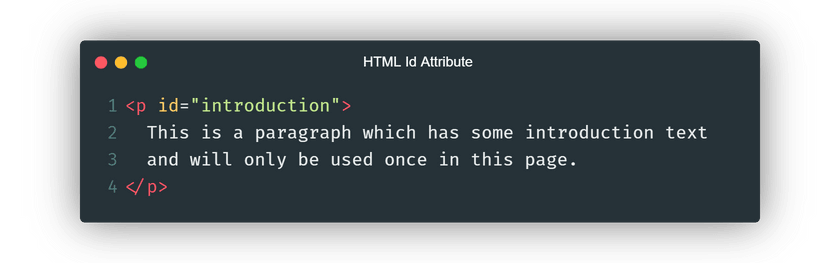 HTML Id Attribute
1 <p id="introduction">
2   This is a paragraph which has some introduction text
3   and will only be used once in this page.
4 </p>